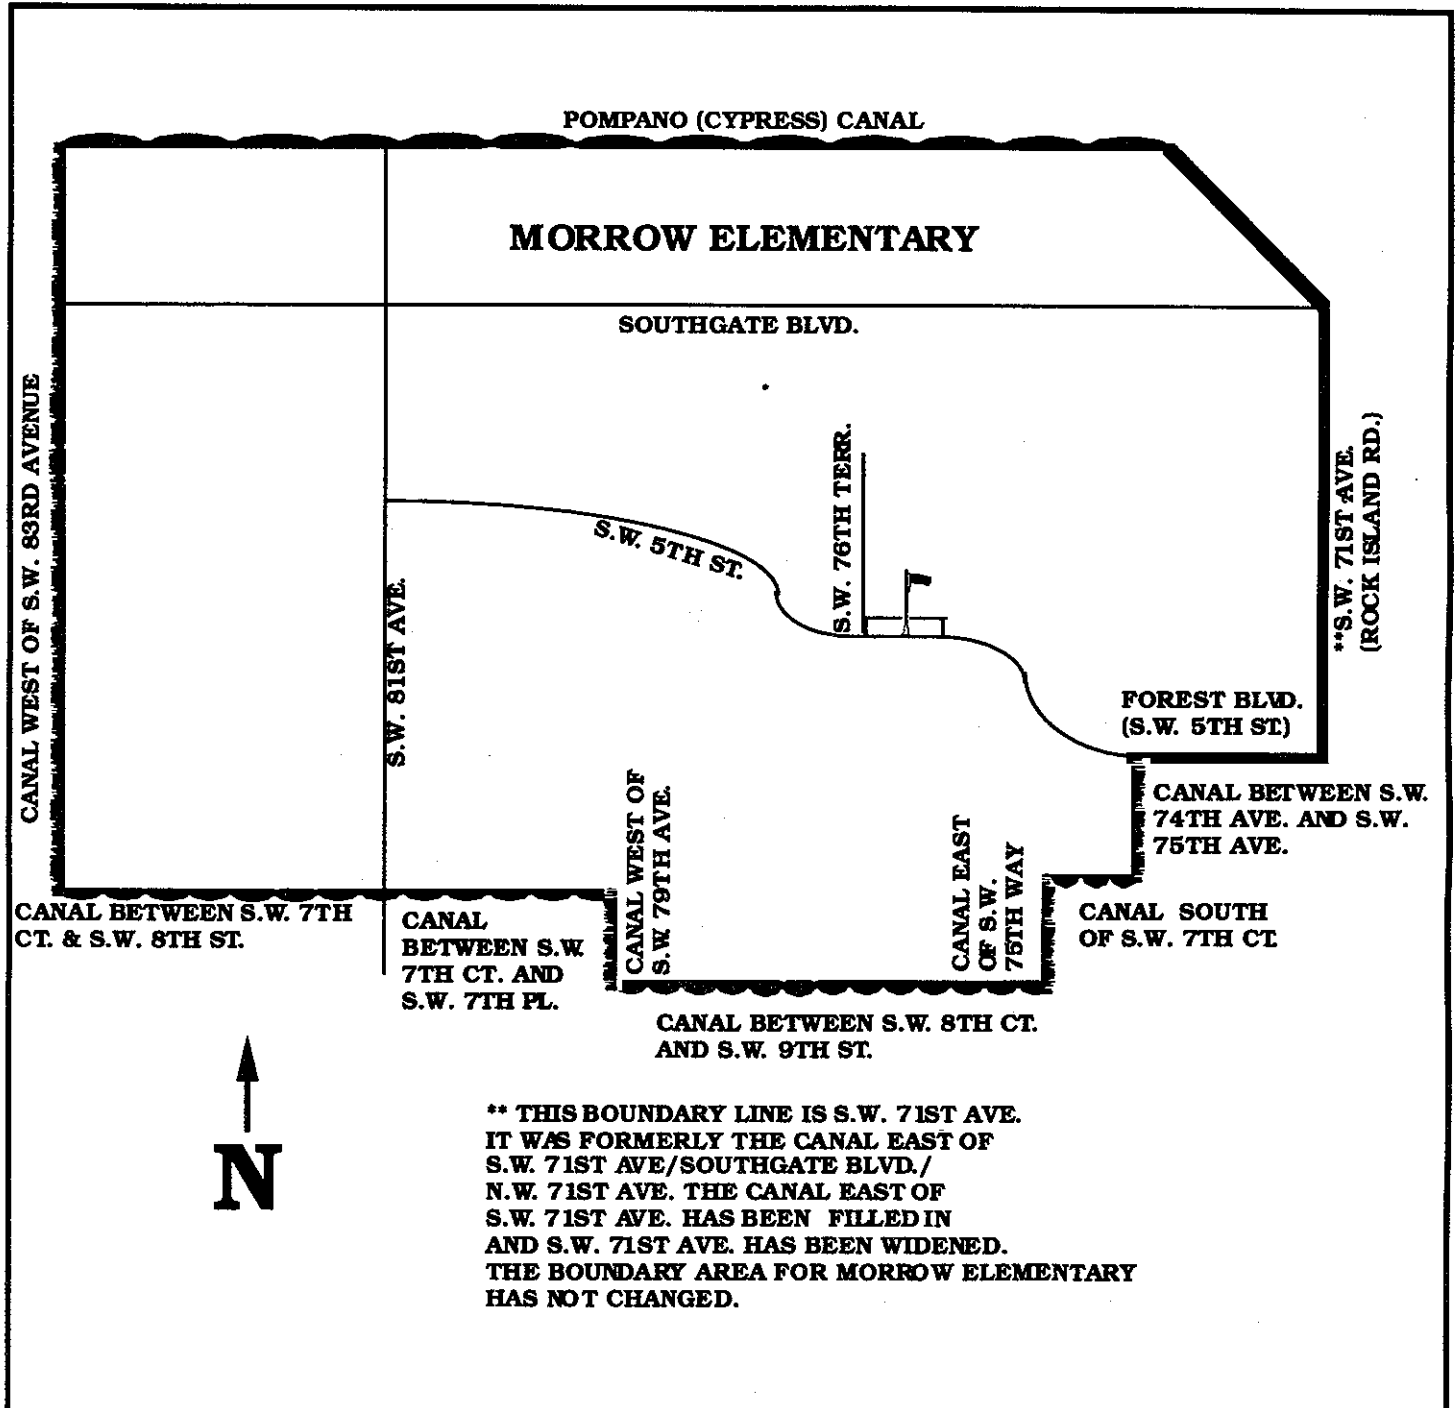 POMPANO (CYPRESS) CANAL
MORROW ELEMENTARY
SOUTHGATE BLVD.
CANAL WEST OF S.W. 83RD AVENUE
S.W. 76TH TERR.
**S.W. 71ST AVE.
(ROCK ISLAND RD.)
S.W. 5TH ST.
S.W. 81ST AVE.
FOREST BLVD.
(S.W. 5TH ST.)
CANAL WEST OF
S.W. 79TH AVE.
CANAL EAST
OF S.W.
75TH WAY
CANAL BETWEEN S.W.
74TH AVE. AND S.W.
75TH AVE.
CANAL BETWEEN S.W. 7TH
CT. & S.W. 8TH ST.
CANAL
BETWEEN S.W.
7TH CT. AND
S.W. 7TH PL.
CANAL SOUTH
OF S.W. 7TH CT.
CANAL BETWEEN S.W. 8TH CT.
AND S.W. 9TH ST.
N
** THIS BOUNDARY LINE IS S.W. 71ST AVE.
IT WAS FORMERLY THE CANAL EAST OF
S.W. 71ST AVE/SOUTHGATE BLVD./
N.W. 71ST AVE. THE CANAL EAST OF
S.W. 71ST AVE. HAS BEEN FILLED IN
AND S.W. 71ST AVE. HAS BEEN WIDENED.
THE BOUNDARY AREA FOR MORROW ELEMENTARY
HAS NOT CHANGED.